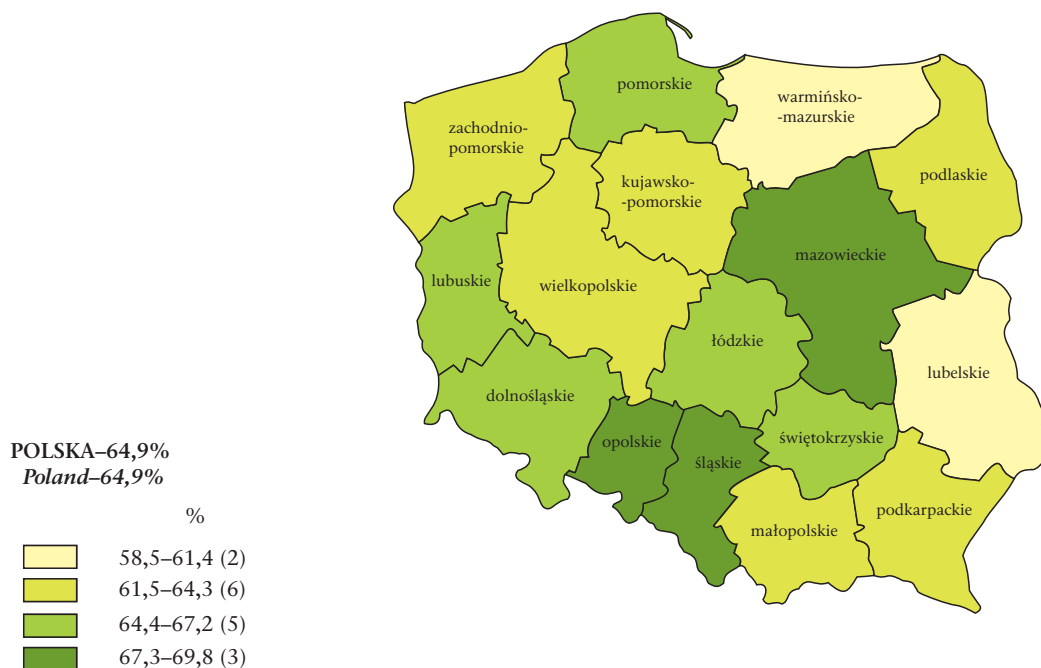 pomorskie
warmińsko-
-mazurskie
zachodnio-
pomorskie
podlaskie
kujawsko-
-pomorskie
mazowieckie
lubuskie
wielkopolskie
łódzkie
lubelskie
dolnośląskie
opolskie
świętokrzyskie
śląskie
podkarpackie
małopolskie
POLSKA–64,9%
Poland–64,9%
%
58,5–61,4 (2)
61,5–64,3 (6)
64,4–67,2 (5)
67,3–69,8 (3)